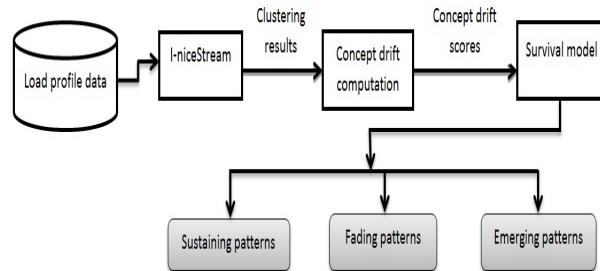 Clustering
results
Concept drift
scores
Load profile data
I-niceStream
Concept drift
computation
Survival model
Sustaining patterns
Fading patterns
Emerging patterns